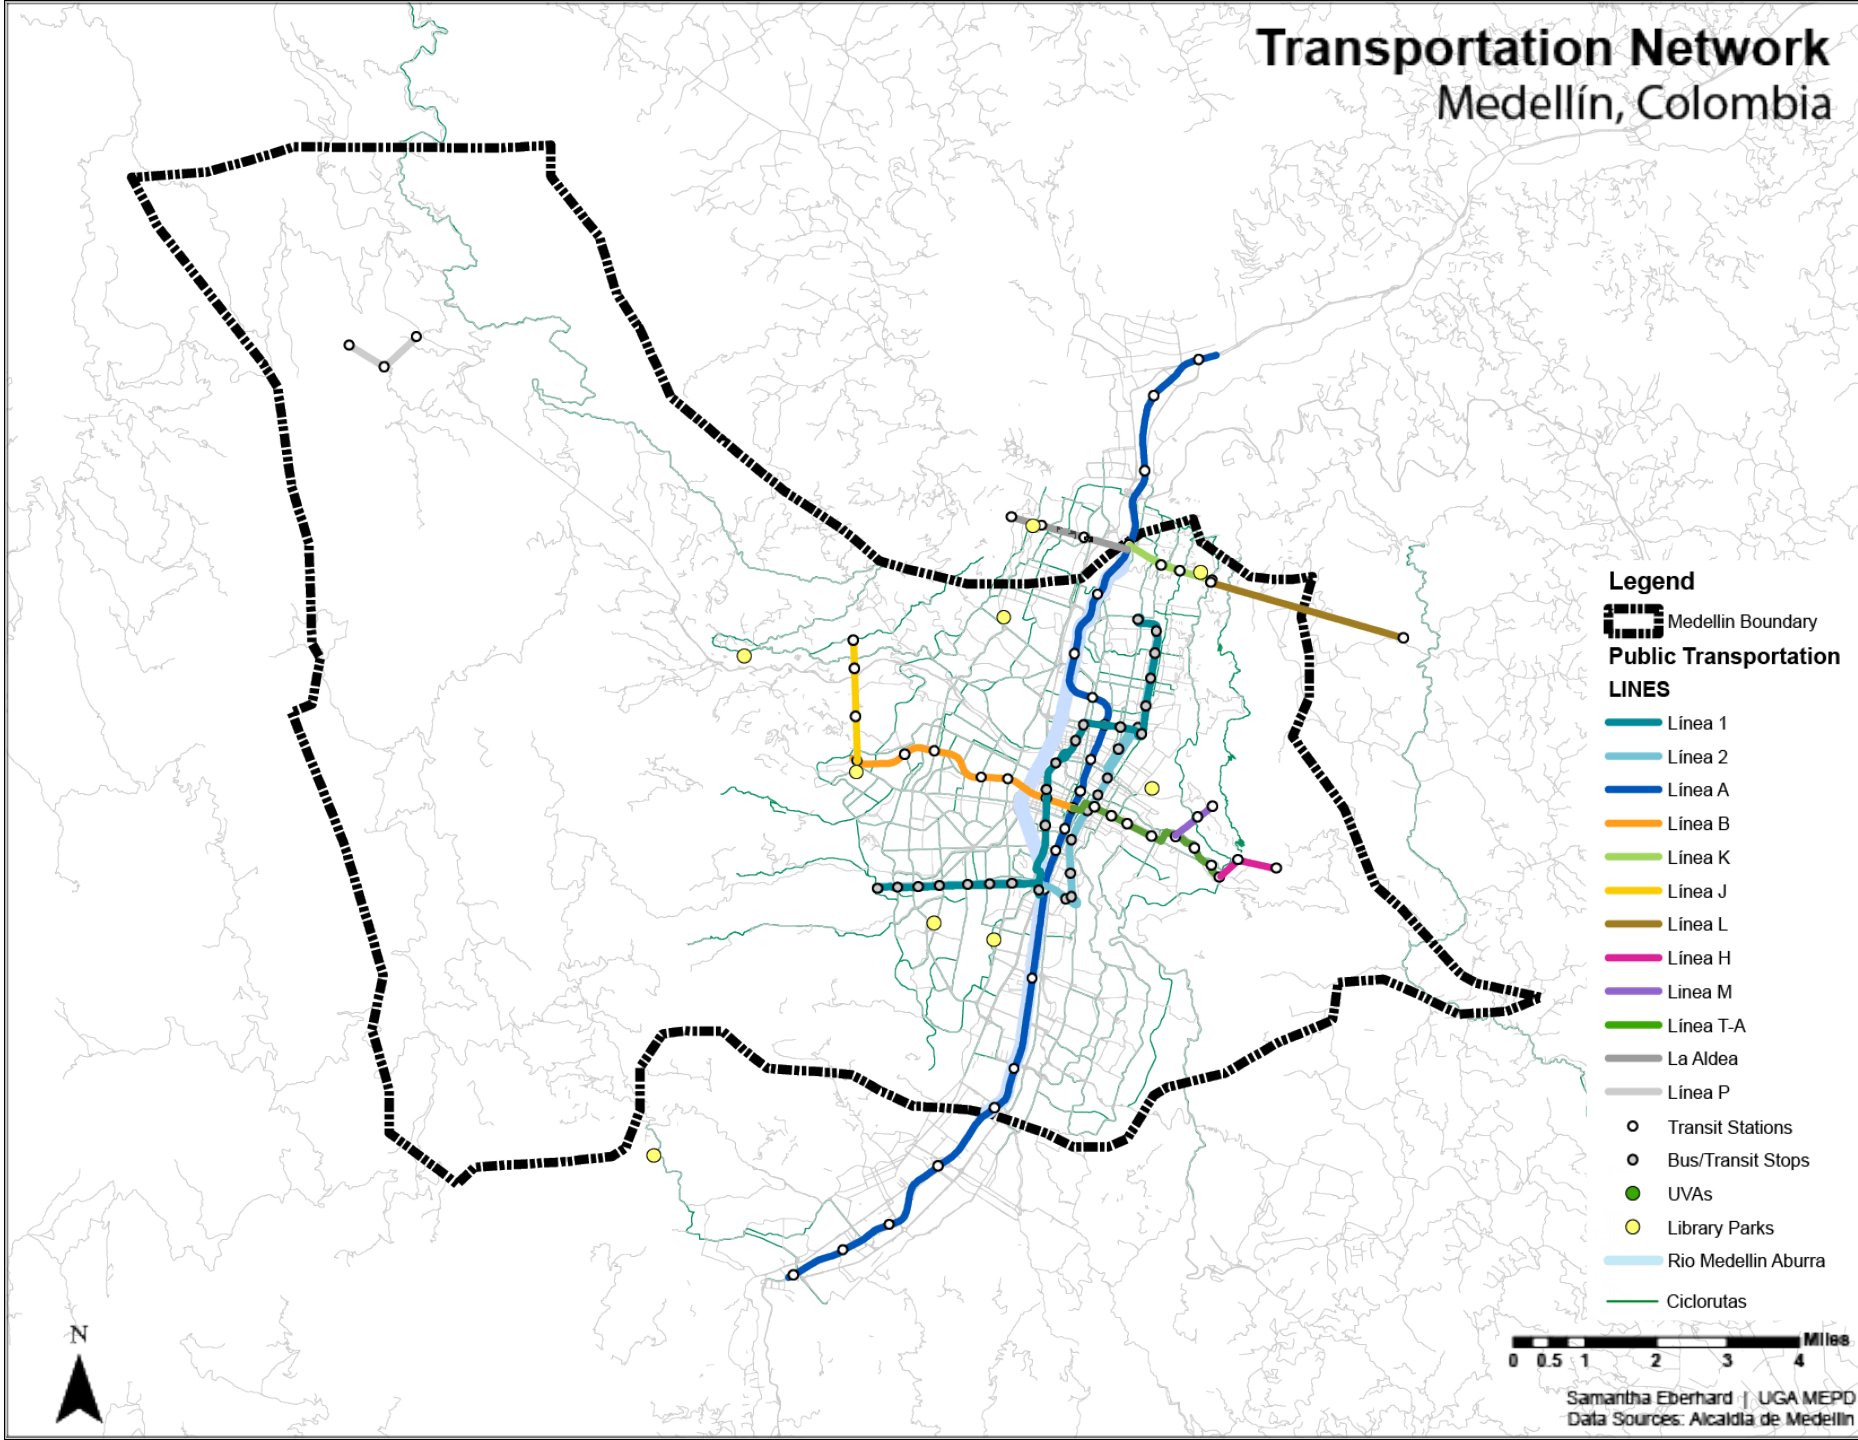 Transportation Network
Medellín, Colombia
Legend
Medellin Boundary
Public Transportation
LINES
Línea 1
Línea 2
Línea A
Línea B
Línea K
Línea J
Línea L
Línea H
Linea M
Línea T-A
La Aldea
Línea P
Transit Stations
Bus/Transit Stops
UVAs
Library Parks
Rio Medellin Aburra
Ciclorutas
Miles
0 0.5 1 2 3 4
N
Samantha Eberhard | UGA MEPD
Data Sources: Alcaldia de Medellin